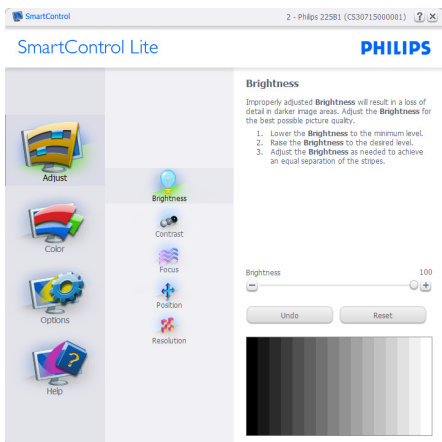 SmartControl
2 - Philips 225B1 (CS30715000001) ? ×
SmartControl Lite
PHILIPS
Adjust
Color
Options
Help
Brightness
Contrast
Focus
Position
Resolution
Brightness
Improperly adjusted Brightness will result in a loss of
detail in darker image areas. Adjust the Brightness for
the best possible picture quality.
1. Lower the Brightness to the minimum level.
2. Raise the Brightness to the desired level.
3. Adjust the Brightness as needed to achieve
an equal separation of the stripes.
Brightness 100
Undo Reset